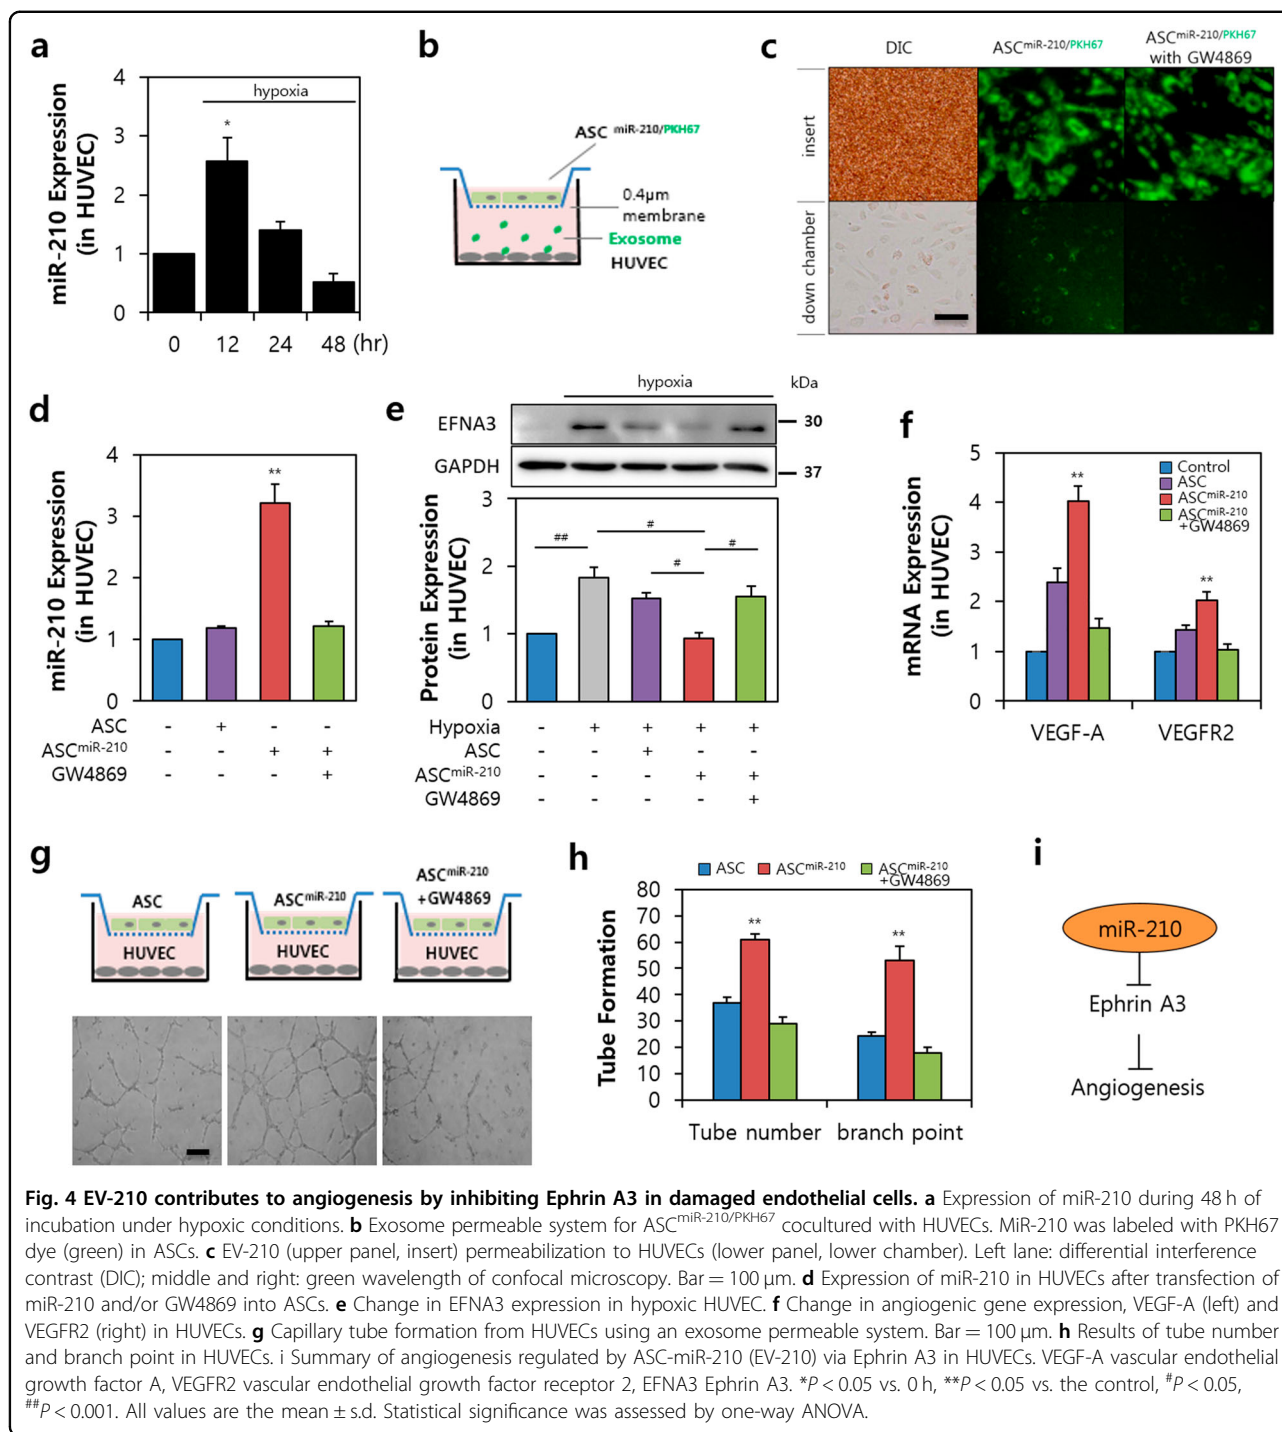 a
miR-210 Expression
(in HUVEC)
4
3
2
1
0
hypoxia
*
0 12 24 48 (hr)
b
ASC miR-210/PKH67
0.4μm
membrane
Exosome
HUVEC
c
DIC
ASCmiR-210/PKH67
ASCmiR-210/PKH67
with GW4869
insert
down chamber
d
miR-210 Expression
(in HUVEC)
4
3
2
1
0
**
ASC - + - -
ASCmiR-210 - - + +
GW4869 - - - +
e
hypoxia
kDa
EFNA3
30
GAPDH
37
Protein Expression
(in HUVEC)
3
2
1
0
##
#
#
#
Hypoxia - + + + +
ASC - - + - -
ASCmiR-210 - - - + +
GW4869 - - - - +
f
mRNA Expression
(in HUVEC)
5
4
3
2
1
0
**
**
Control
ASC
ASCmiR-210
ASCmiR-210
+GW4869
VEGF-A VEGFR2
g
ASC
HUVEC
ASCmiR-210
HUVEC
ASCmiR-210
+GW4869
HUVEC
h
ASC ASCmiR-210 ASCmiR-210
+GW4869
Tube Formation
80
70
60
50
40
30
20
10
0
**
**
Tube number branch point
i
miR-210
Ephrin A3
Angiogenesis
Fig. 4 EV-210 contributes to angiogenesis by inhibiting Ephrin A3 in damaged endothelial cells. a Expression of miR-210 during 48 h of
incubation under hypoxic conditions. b Exosome permeable system for ASCmiR-210/PKH67 cocultured with HUVECs. MiR-210 was labeled with PKH67
dye (green) in ASCs. c EV-210 (upper panel, insert) permeabilization to HUVECs (lower panel, lower chamber). Left lane: differential interference
contrast (DIC); middle and right: green wavelength of confocal microscopy. Bar = 100 μm. d Expression of miR-210 in HUVECs after transfection of
miR-210 and/or GW4869 into ASCs. e Change in EFNA3 expression in hypoxic HUVEC. f Change in angiogenic gene expression, VEGF-A (left) and
VEGFR2 (right) in HUVECs. g Capillary tube formation from HUVECs using an exosome permeable system. Bar = 100 μm. h Results of tube number
and branch point in HUVECs. i Summary of angiogenesis regulated by ASC-miR-210 (EV-210) via Ephrin A3 in HUVECs. VEGF-A vascular endothelial
growth factor A, VEGFR2 vascular endothelial growth factor receptor 2, EFNA3 Ephrin A3. *P < 0.05 vs. 0 h, **P < 0.05 vs. the control, #P < 0.05,
##P < 0.001. All values are the mean ± s.d. Statistical significance was assessed by one-way ANOVA.